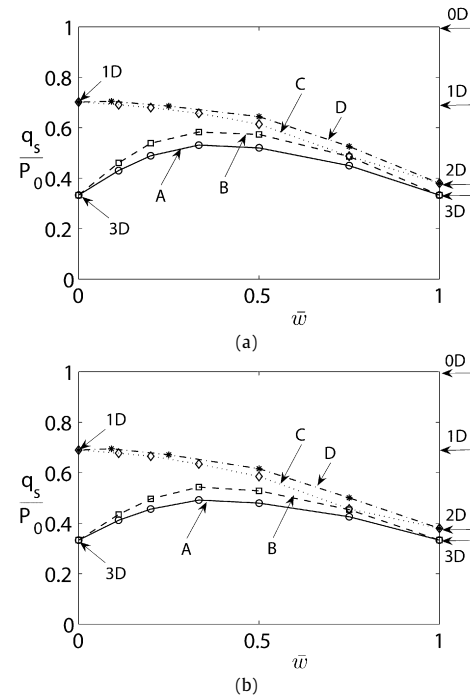 1 0D
0.8
1D 1D
q_s / P_0
0.6 C D
0.4 A B 2D
3D 3D
0.2
0
0 0.5 1
w̄
(a)
1 0D
0.8
1D C 1D
q_s / P_0
0.6 D
0.4 A B 2D
3D 3D
0.2
0
0 0.5 1
w̄
(b)